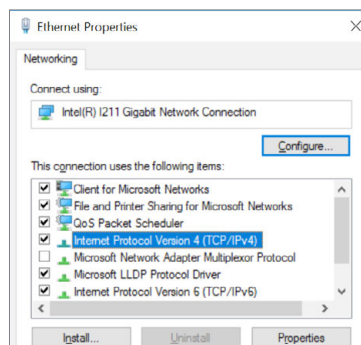 Ethernet Properties
Networking
Connect using:
Intel(R) I211 Gigabit Network Connection
Configure...
This connection uses the following items:
Client for Microsoft Networks
File and Printer Sharing for Microsoft Networks
QoS Packet Scheduler
Internet Protocol Version 4 (TCP/IPv4)
Microsoft Network Adapter Multiplexor Protocol
Microsoft LLDP Protocol Driver
Internet Protocol Version 6 (TCP/IPv6)
Install... Uninstall Properties